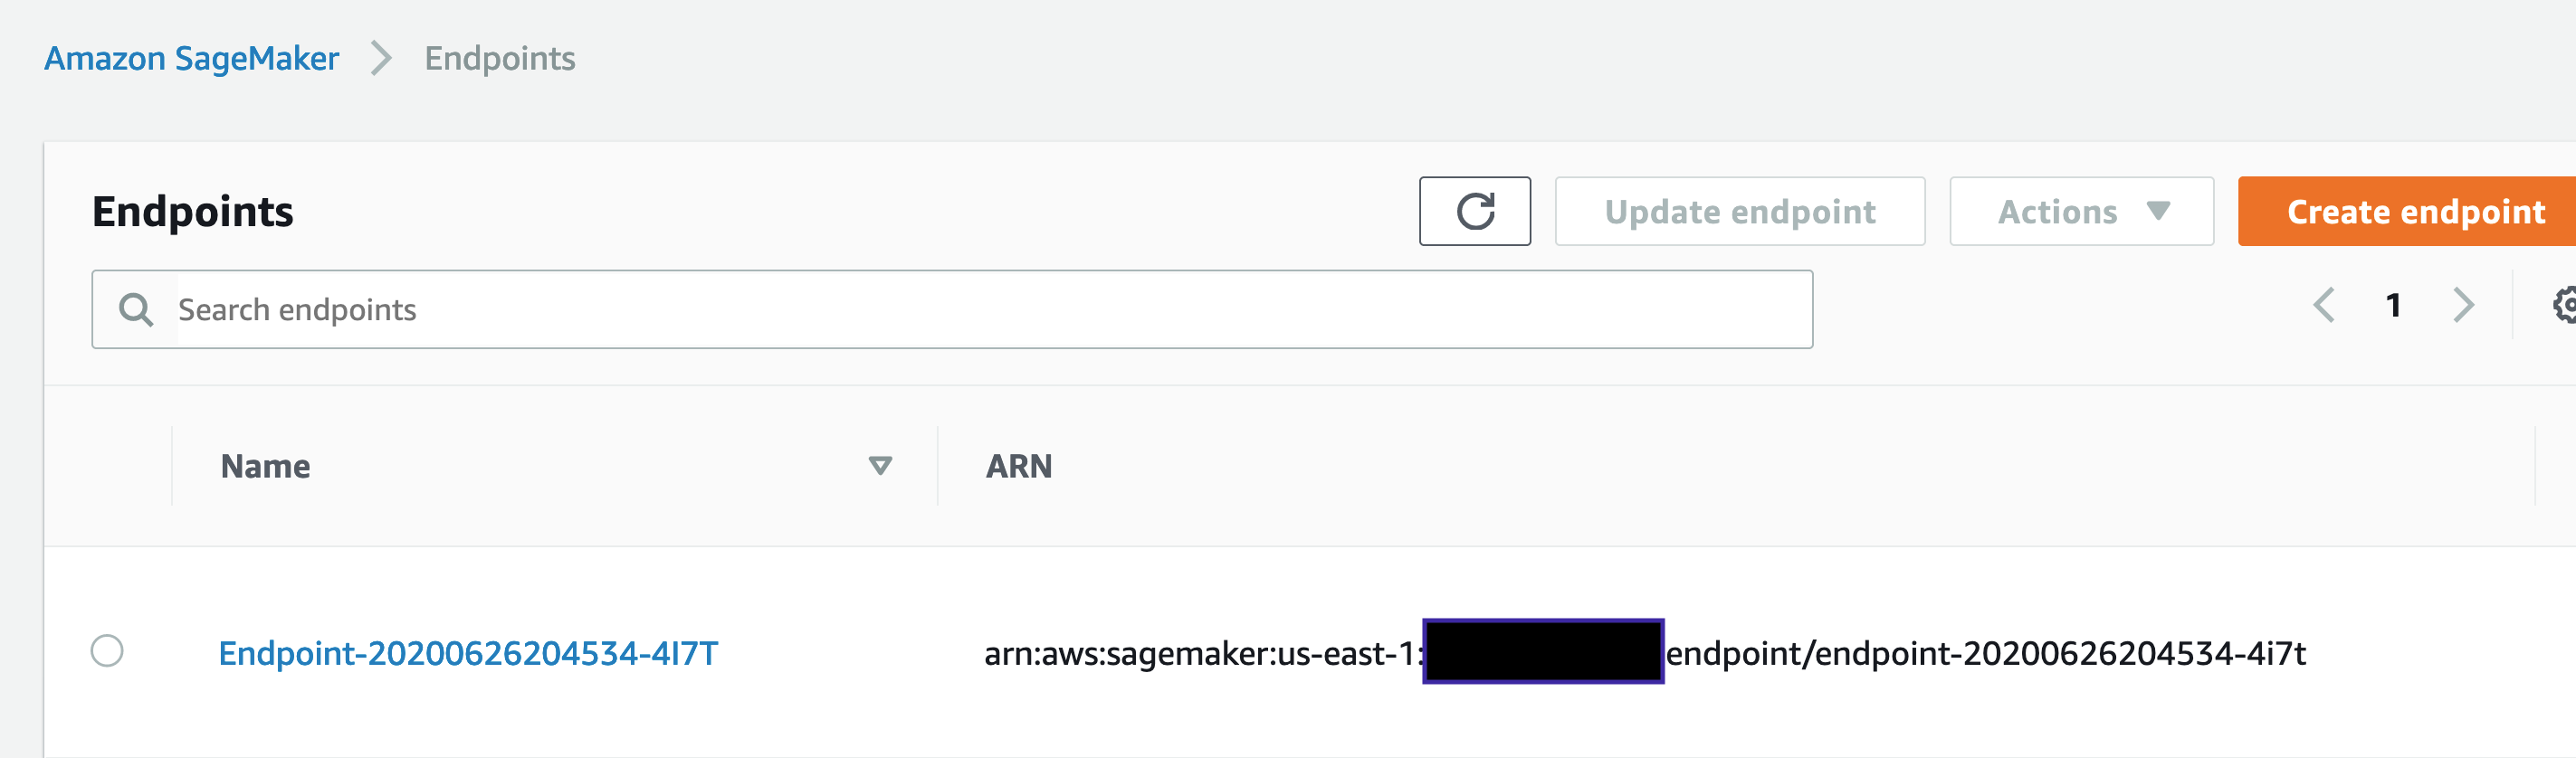 Amazon SageMaker > Endpoints
Endpoints
Update endpoint
Actions
Create endpoint
Search endpoints
1
Name
ARN
Endpoint-20200626204534-4I7T
arn:aws:sagemaker:us-east-1: endpoint/endpoint-20200626204534-4i7t